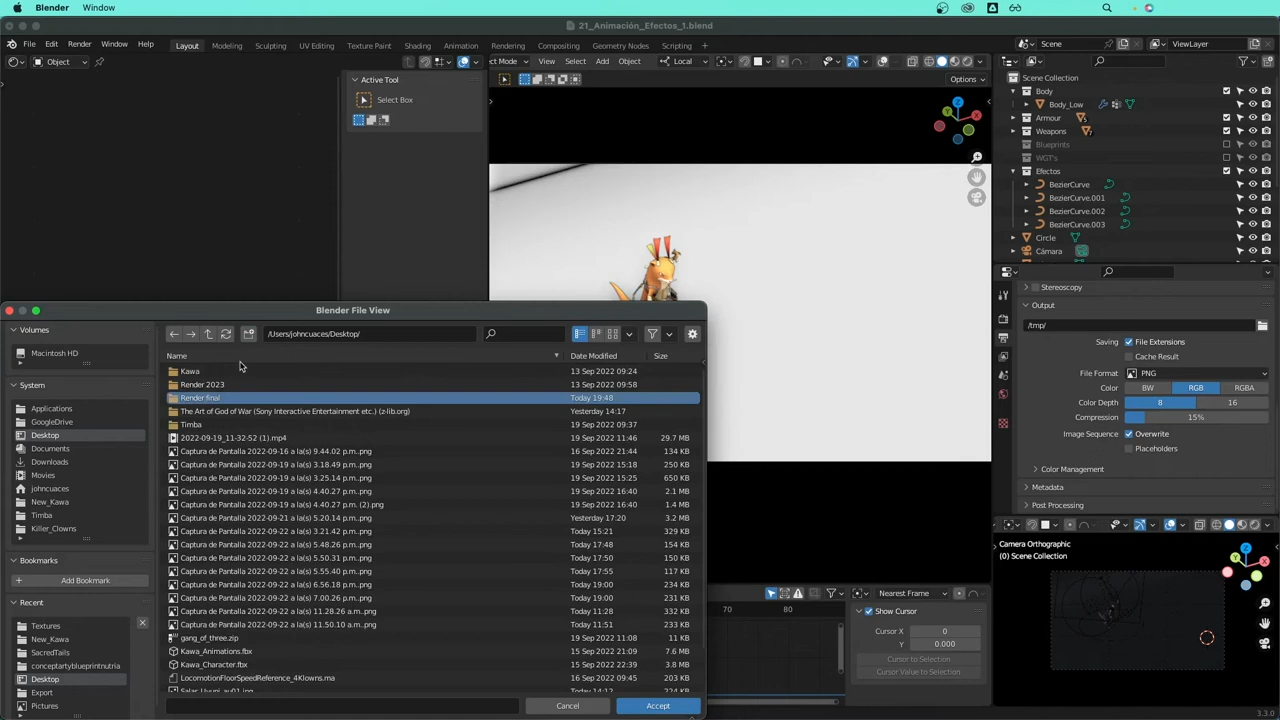 Blender Window
21_Animación_Efectos_1.blend
File Edit Render Window Help Layout Modeling Sculpting UV Editing Texture Paint Shading Animation Rendering Compositing Geometry Nodes Scripting + Scene ViewLayer
Object ct Mode View Select Add Object Local
Options
Active Tool
Select Box
Scene Collection
Body
Body_Low
Armour
Weapons
Blueprints
WGT's
Efectos
BezierCurve
BezierCurve.001
BezierCurve.002
BezierCurve.003
Circle
Cámara
Stereoscopy
Output
/tmp/
Saving File Extensions
Cache Result
File Format PNG
Color BW RGB RGBA
Color Depth 8 16
Compression 15%
Image Sequence Overwrite
Placeholders
Color Management
Metadata
Post Processing
Camera Orthographic
(0) Scene Collection
3.3.0
Blender File View
Volumes
Macintosh HD
System
Applications
GoogleDrive
Desktop
Documents
Downloads
Movies
johncuaces
New_Kawa
Timba
Killer_Clowns
Bookmarks
Add Bookmark
Recent
Textures
New_Kawa
SacredTails
conceptartyblueprintnutria
Desktop
Export
Pictures
/Users/johncuaces/Desktop/
Name Date Modified Size
Kawa 13 Sep 2022 09:24
Render 2023 13 Sep 2022 09:58
Render final Today 19:48
The Art of God of War (Sony Interactive Entertainment etc.) (z-lib.org) Yesterday 14:17
Timba 19 Sep 2022 09:37
2022-09-19_11-32-52 (1).mp4 19 Sep 2022 11:46 29.7 MB
Captura de Pantalla 2022-09-16 a la(s) 9.44.02 p.m..png 16 Sep 2022 21:44 134 KB
Captura de Pantalla 2022-09-19 a la(s) 3.18.49 p.m..png 19 Sep 2022 15:18 250 KB
Captura de Pantalla 2022-09-19 a la(s) 3.25.14 p.m..png 19 Sep 2022 15:25 650 KB
Captura de Pantalla 2022-09-19 a la(s) 4.40.27 p.m..png 19 Sep 2022 16:40 2.1 MB
Captura de Pantalla 2022-09-19 a la(s) 4.40.27 p.m. (2).png 19 Sep 2022 16:40 1.4 MB
Captura de Pantalla 2022-09-21 a la(s) 5.20.14 p.m..png Yesterday 17:20 3.2 MB
Captura de Pantalla 2022-09-22 a la(s) 3.21.42 p.m..png Today 15:21 329 KB
Captura de Pantalla 2022-09-22 a la(s) 5.48.26 p.m..png Today 17:48 154 KB
Captura de Pantalla 2022-09-22 a la(s) 5.50.31 p.m..png Today 17:50 150 KB
Captura de Pantalla 2022-09-22 a la(s) 5.55.40 p.m..png Today 17:55 117 KB
Captura de Pantalla 2022-09-22 a la(s) 6.56.18 p.m..png Today 19:00 234 KB
Captura de Pantalla 2022-09-22 a la(s) 7.00.26 p.m..png Today 19:00 231 KB
Captura de Pantalla 2022-09-22 a la(s) 11.28.26 a.m..png Today 11:28 332 KB
Captura de Pantalla 2022-09-22 a la(s) 11.50.10 a.m..png Today 11:51 233 KB
gang_of_three.zip 19 Sep 2022 11:08 11 KB
Kawa_Animations.fbx 15 Sep 2022 21:09 7.6 MB
Kawa_Character.fbx 15 Sep 2022 22:39 3.8 MB
LocomotionFloorSpeedReference_4Klowns.ma 16 Sep 2022 09:45 203 KB
Cancel Accept
Nearest Frame
70 80
Show Cursor
Cursor X 0
Y 0.000
Cursor to Selection
Cursor Value to Selection